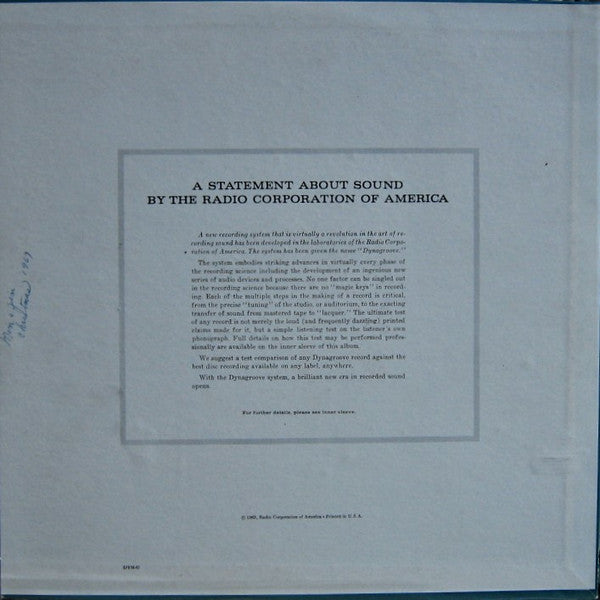 A STATEMENT ABOUT SOUND
BY THE RADIO CORPORATION OF AMERICA
A new recording system that is virtually a revolution in the art of re-
cording sound has been developed in the laboratories of the Radio Corpo-
ration of America. The system has been given the name "Dynagroove."
The system embodies striking advances in virtually every phase of
the recording science including the development of an ingenious new
series of audio devices and processes. No one factor can be singled out
in the recording science because there are no "magic keys" in record-
ing. Each of the multiple steps in the making of a record is critical,
from the precise "tuning" of the studio, or auditorium, to the exacting
transfer of sound from mastered tape to "lacquer." The ultimate test
of any record is not merely the loud (and frequently dazzling) printed
claims made for it, but a simple listening test on the listener's own
phonograph. Full details on how this test may be performed profes-
sionally are available on the inner sleeve of this album.
We suggest a test comparison of any Dynagroove record against the
best disc recording available on any label, anywhere.
With the Dynagroove system, a brilliant new era in recorded sound
opens.
For further details, please see inner sleeve.
© 1963, Radio Corporation of America • Printed in U.S.A.
Christmas 1969